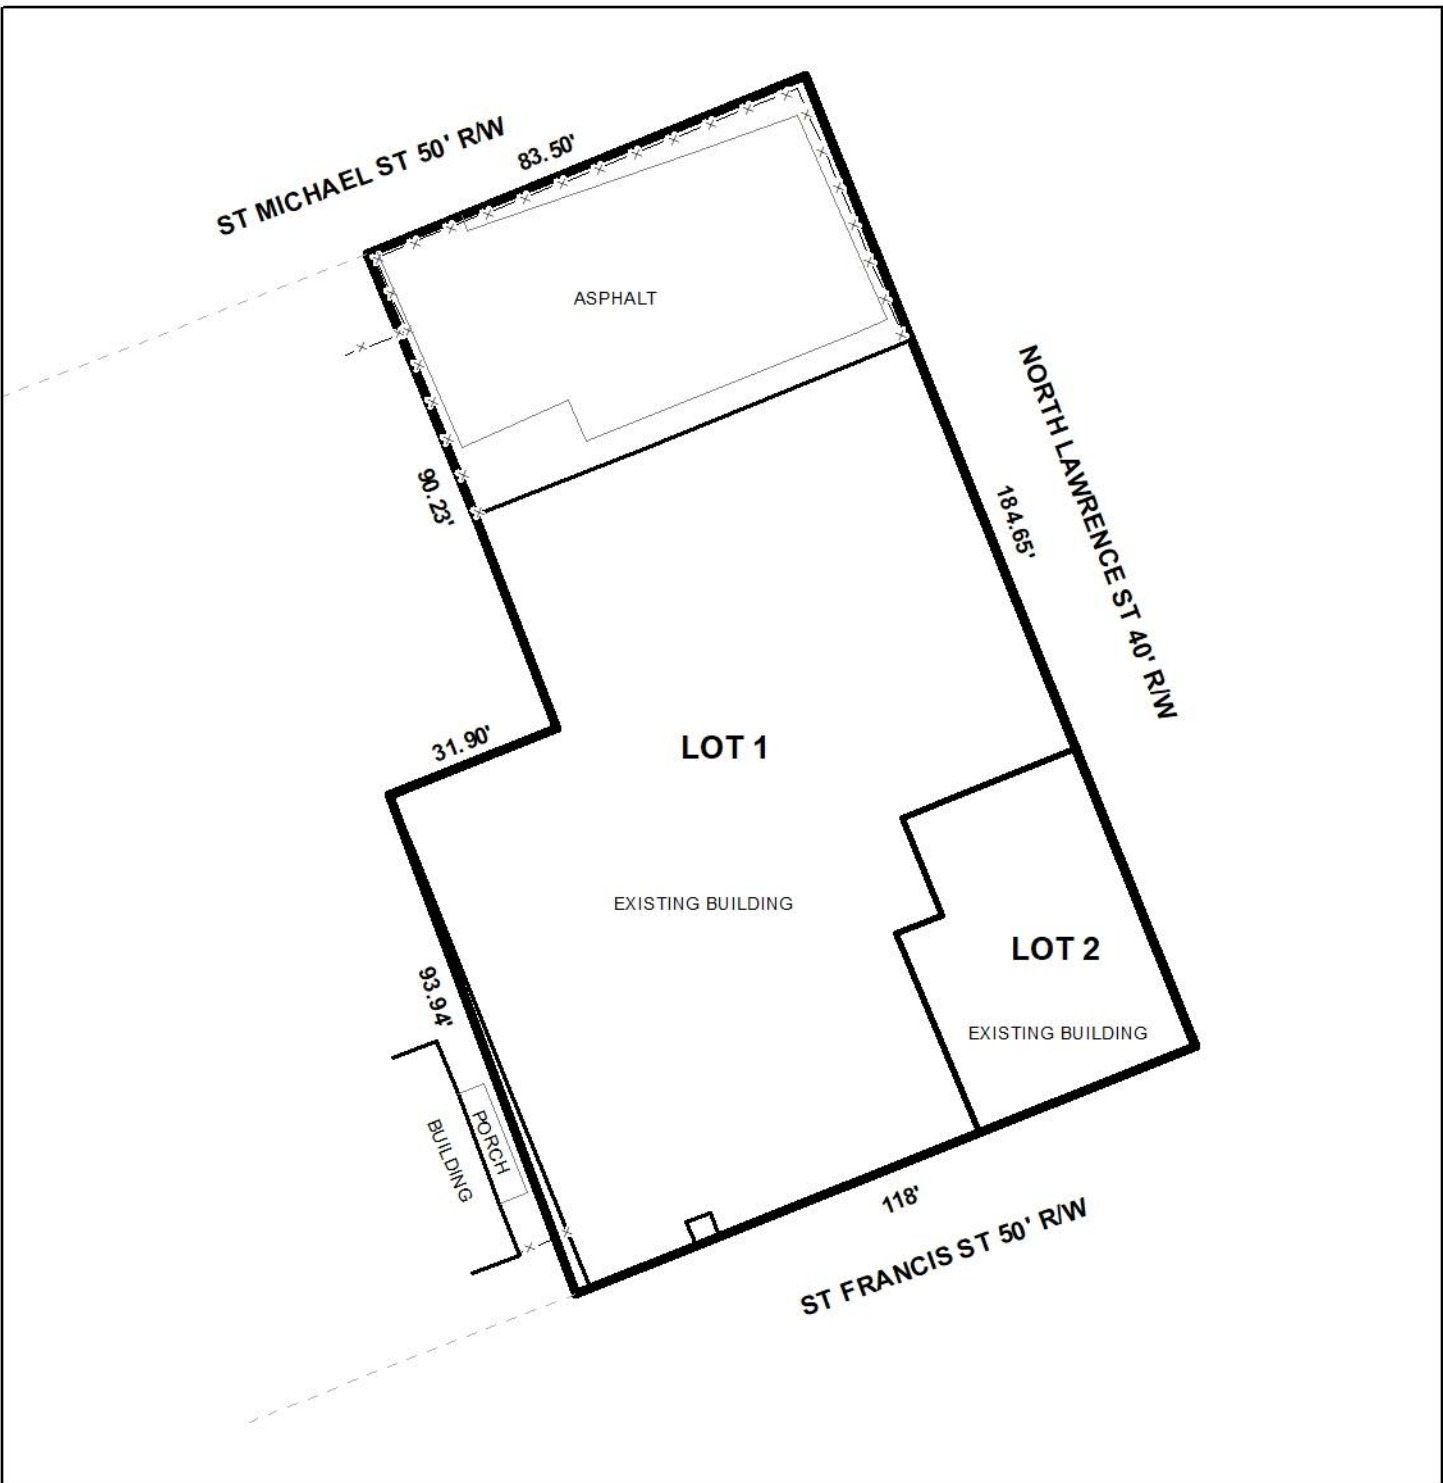 ST MICHAEL ST 50' R/W
83.50'
ASPHALT
NORTH LAWRENCE ST 40' R/W
90.23'
184.65'
31.90'
LOT 1
EXISTING BUILDING
LOT 2
93.94'
EXISTING BUILDING
PORCH
BUILDING
118'
ST FRANCIS ST 50' R/W